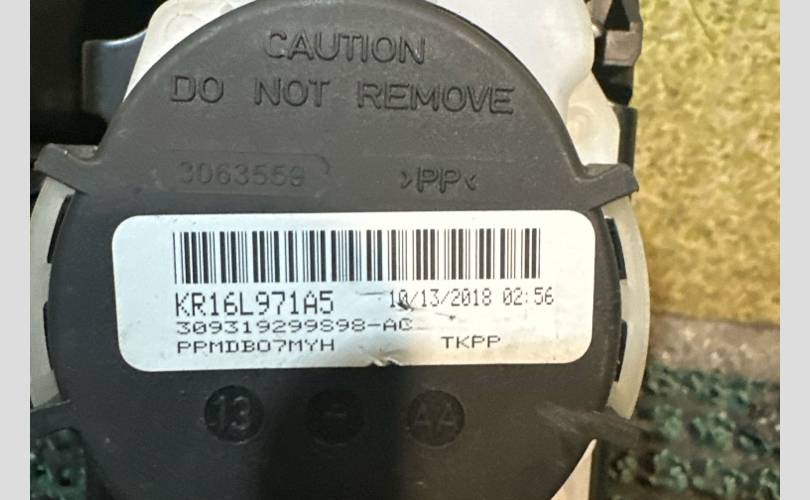 CAUTION
DO NOT REMOVE
3063559
>PP<
KR16L971A5 10/13/2018 02:56
309319299S98-AC
PPMDB07MYH TKPP
13
AA